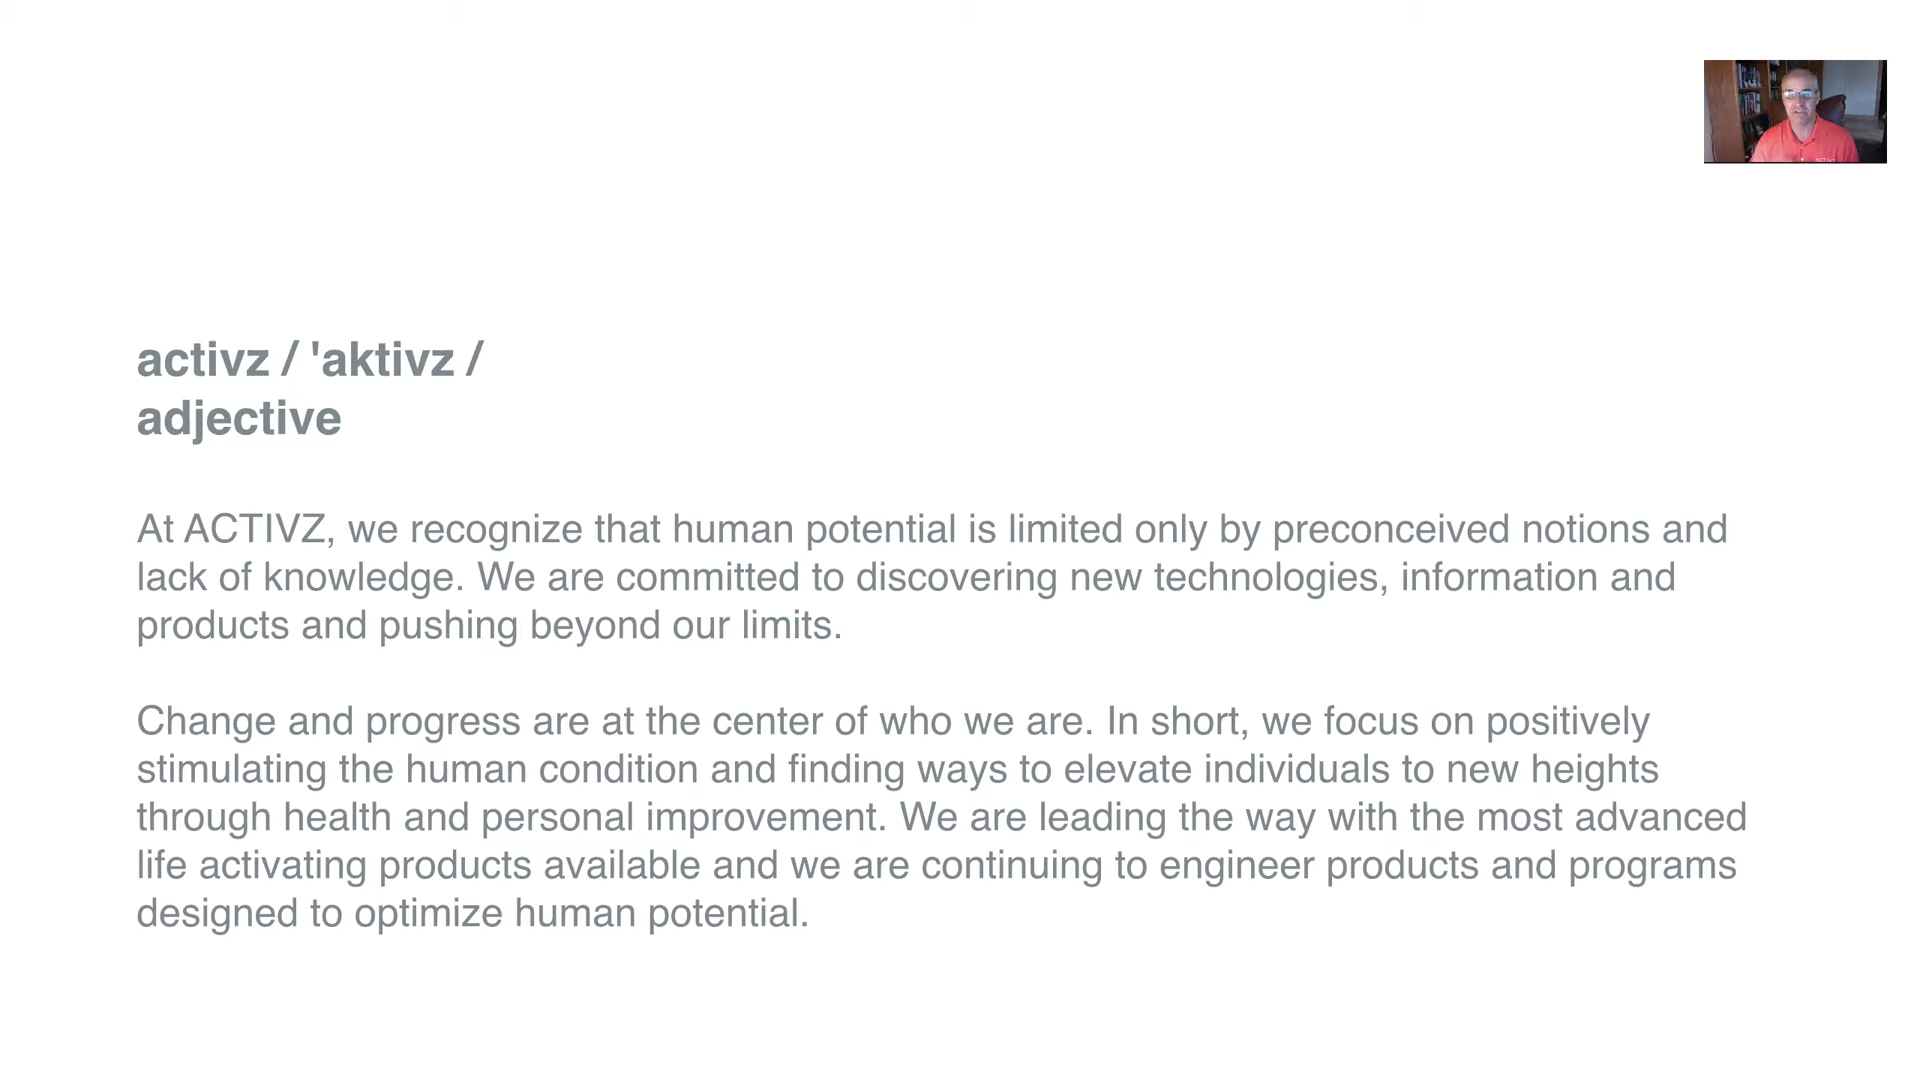 activz / 'aktivz /
adjective
At ACTIVZ, we recognize that human potential is limited only by preconceived notions and
lack of knowledge. We are committed to discovering new technologies, information and
products and pushing beyond our limits.
Change and progress are at the center of who we are. In short, we focus on positively
stimulating the human condition and finding ways to elevate individuals to new heights
through health and personal improvement. We are leading the way with the most advanced
life activating products available and we are continuing to engineer products and programs
designed to optimize human potential.